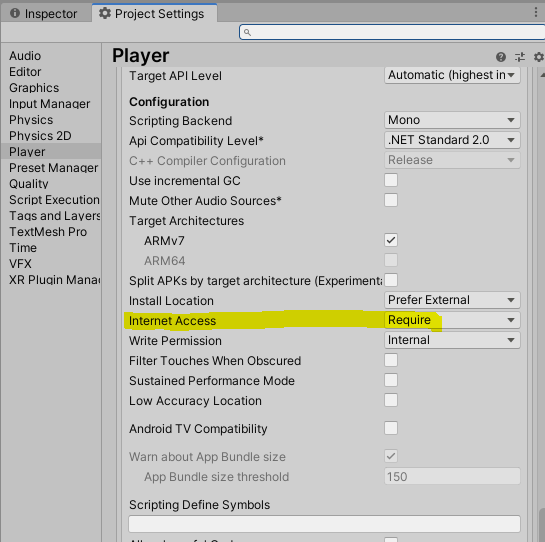 Inspector
Project Settings
Audio
Editor
Graphics
Input Manager
Physics
Physics 2D
Player
Preset Manager
Quality
Script Execution
Tags and Layers
TextMesh Pro
Time
VFX
XR Plugin Mana
Player
Target API Level Automatic (highest in
Configuration
Scripting Backend Mono
Api Compatibility Level* .NET Standard 2.0
C++ Compiler Configuration Release
Use incremental GC
Mute Other Audio Sources*
Target Architectures
ARMv7
ARM64
Split APKs by target architecture (Experimenta
Install Location Prefer External
Internet Access Require
Write Permission Internal
Filter Touches When Obscured
Sustained Performance Mode
Low Accuracy Location
Android TV Compatibility
Warn about App Bundle size
App Bundle size threshold 150
Scripting Define Symbols